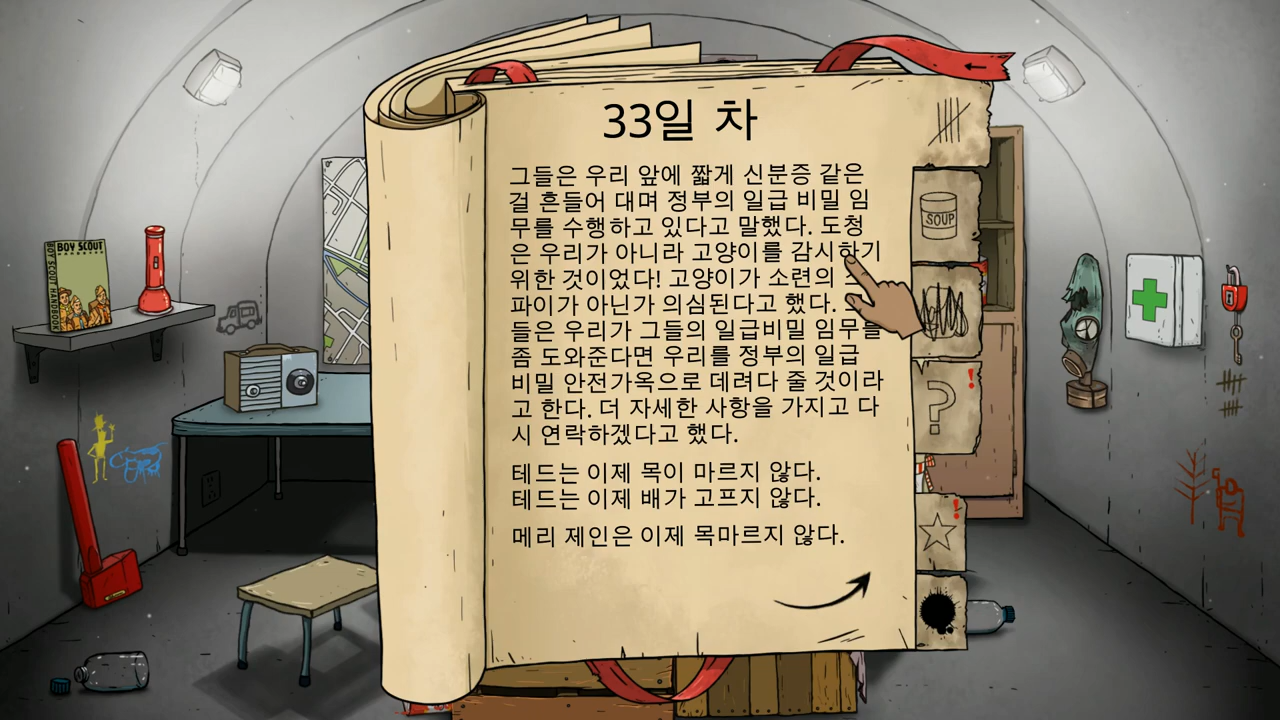 33일 차
그들은 우리 앞에 짧게 신분증 같은
걸 흔들어 대며 정부의 일급 비밀 임
무를 수행하고 있다고 말했다. 도청
은 우리가 아니라 고양이를 감시하기
위한 것이었다! 고양이가 소련의
파이가 아닌가 의심된다고 했다.
들은 우리가 그들의 일급비밀 임무를
좀 도와준다면 우리를 정부의 일급
비밀 안전가옥으로 데려다 줄 것이라
고 한다. 더 자세한 사항을 가지고 다
시 연락하겠다고 했다.
테드는 이제 목이 마르지 않다.
테드는 이제 배가 고프지 않다.
메리 제인은 이제 목마르지 않다.
SOUP
?
!
!
BOY SCOUT
BOY SCOUT HANDBOOK